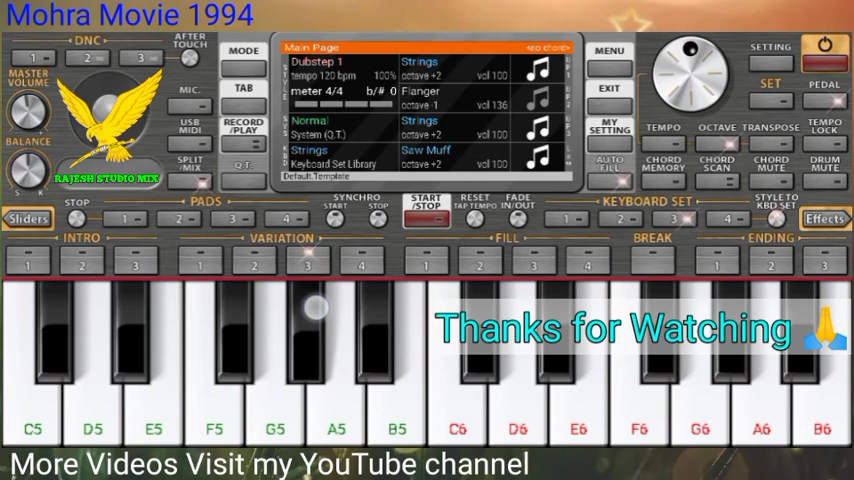 Mohra Movie 1994
DNC
1 2 3
AFTER TOUCH
MASTER VOLUME
BALANCE
S K
RAJESH STUDIO MIX
MIC.
USB MIDI
SPLIT /MIX
MODE
TAB
RECORD /PLAY
Q.T.
Main Page
<no chord>
Dubstep 1
tempo 120 bpm 100%
Strings
octave +2 vol 100
meter 4/4 b/# 0
Flanger
octave -1 vol 136
Normal
System (Q.T.)
Strings
octave +2 vol 100
Strings
Keyboard Set Library
Saw Muff
octave +2 vol 100
Default.Template
MENU
EXIT
MY SETTING
AUTO FILL
SETTING
SET
PEDAL
TEMPO OCTAVE TRANSPOSE TEMPO LOCK
CHORD MEMORY CHORD SCAN CHORD MUTE DRUM MUTE
Sliders
STOP
PADS
1 2 3 4
SYNCHRO
START STOP
START /STOP
RESET
TAP TEMPO
FADE IN/OUT
KEYBOARD SET
1 2 3 4
STYLE TO KBD SET
Effects
INTRO VARIATION FILL BREAK ENDING
1 2 3 1 2 3 4 1 2 3 4 1 2 3
Thanks for Watching 🙏
C5 D5 E5 F5 G5 A5 B5 C6 D6 E6 F6 G6 A6 B6
More Videos Visit my YouTube channel